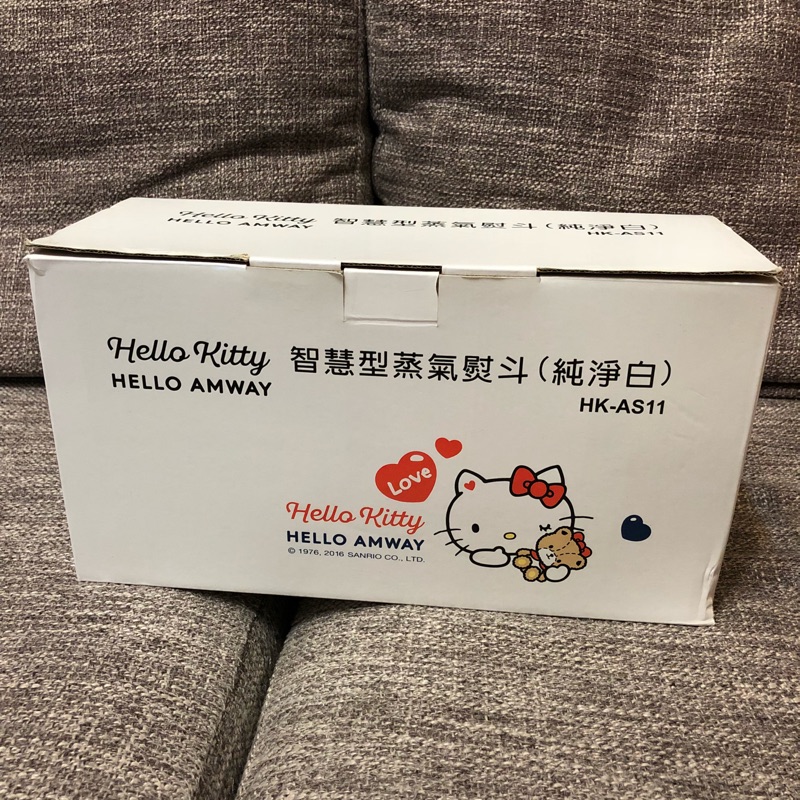 Hello Kitty 智慧型蒸氣熨斗(純淨白)
HELLO AMWAY HK-AS11
Hello Kitty 智慧型蒸氣熨斗(純淨白)
HELLO AMWAY HK-AS11
Love
Hello Kitty
HELLO AMWAY
© 1976, 2016 SANRIO CO., LTD.